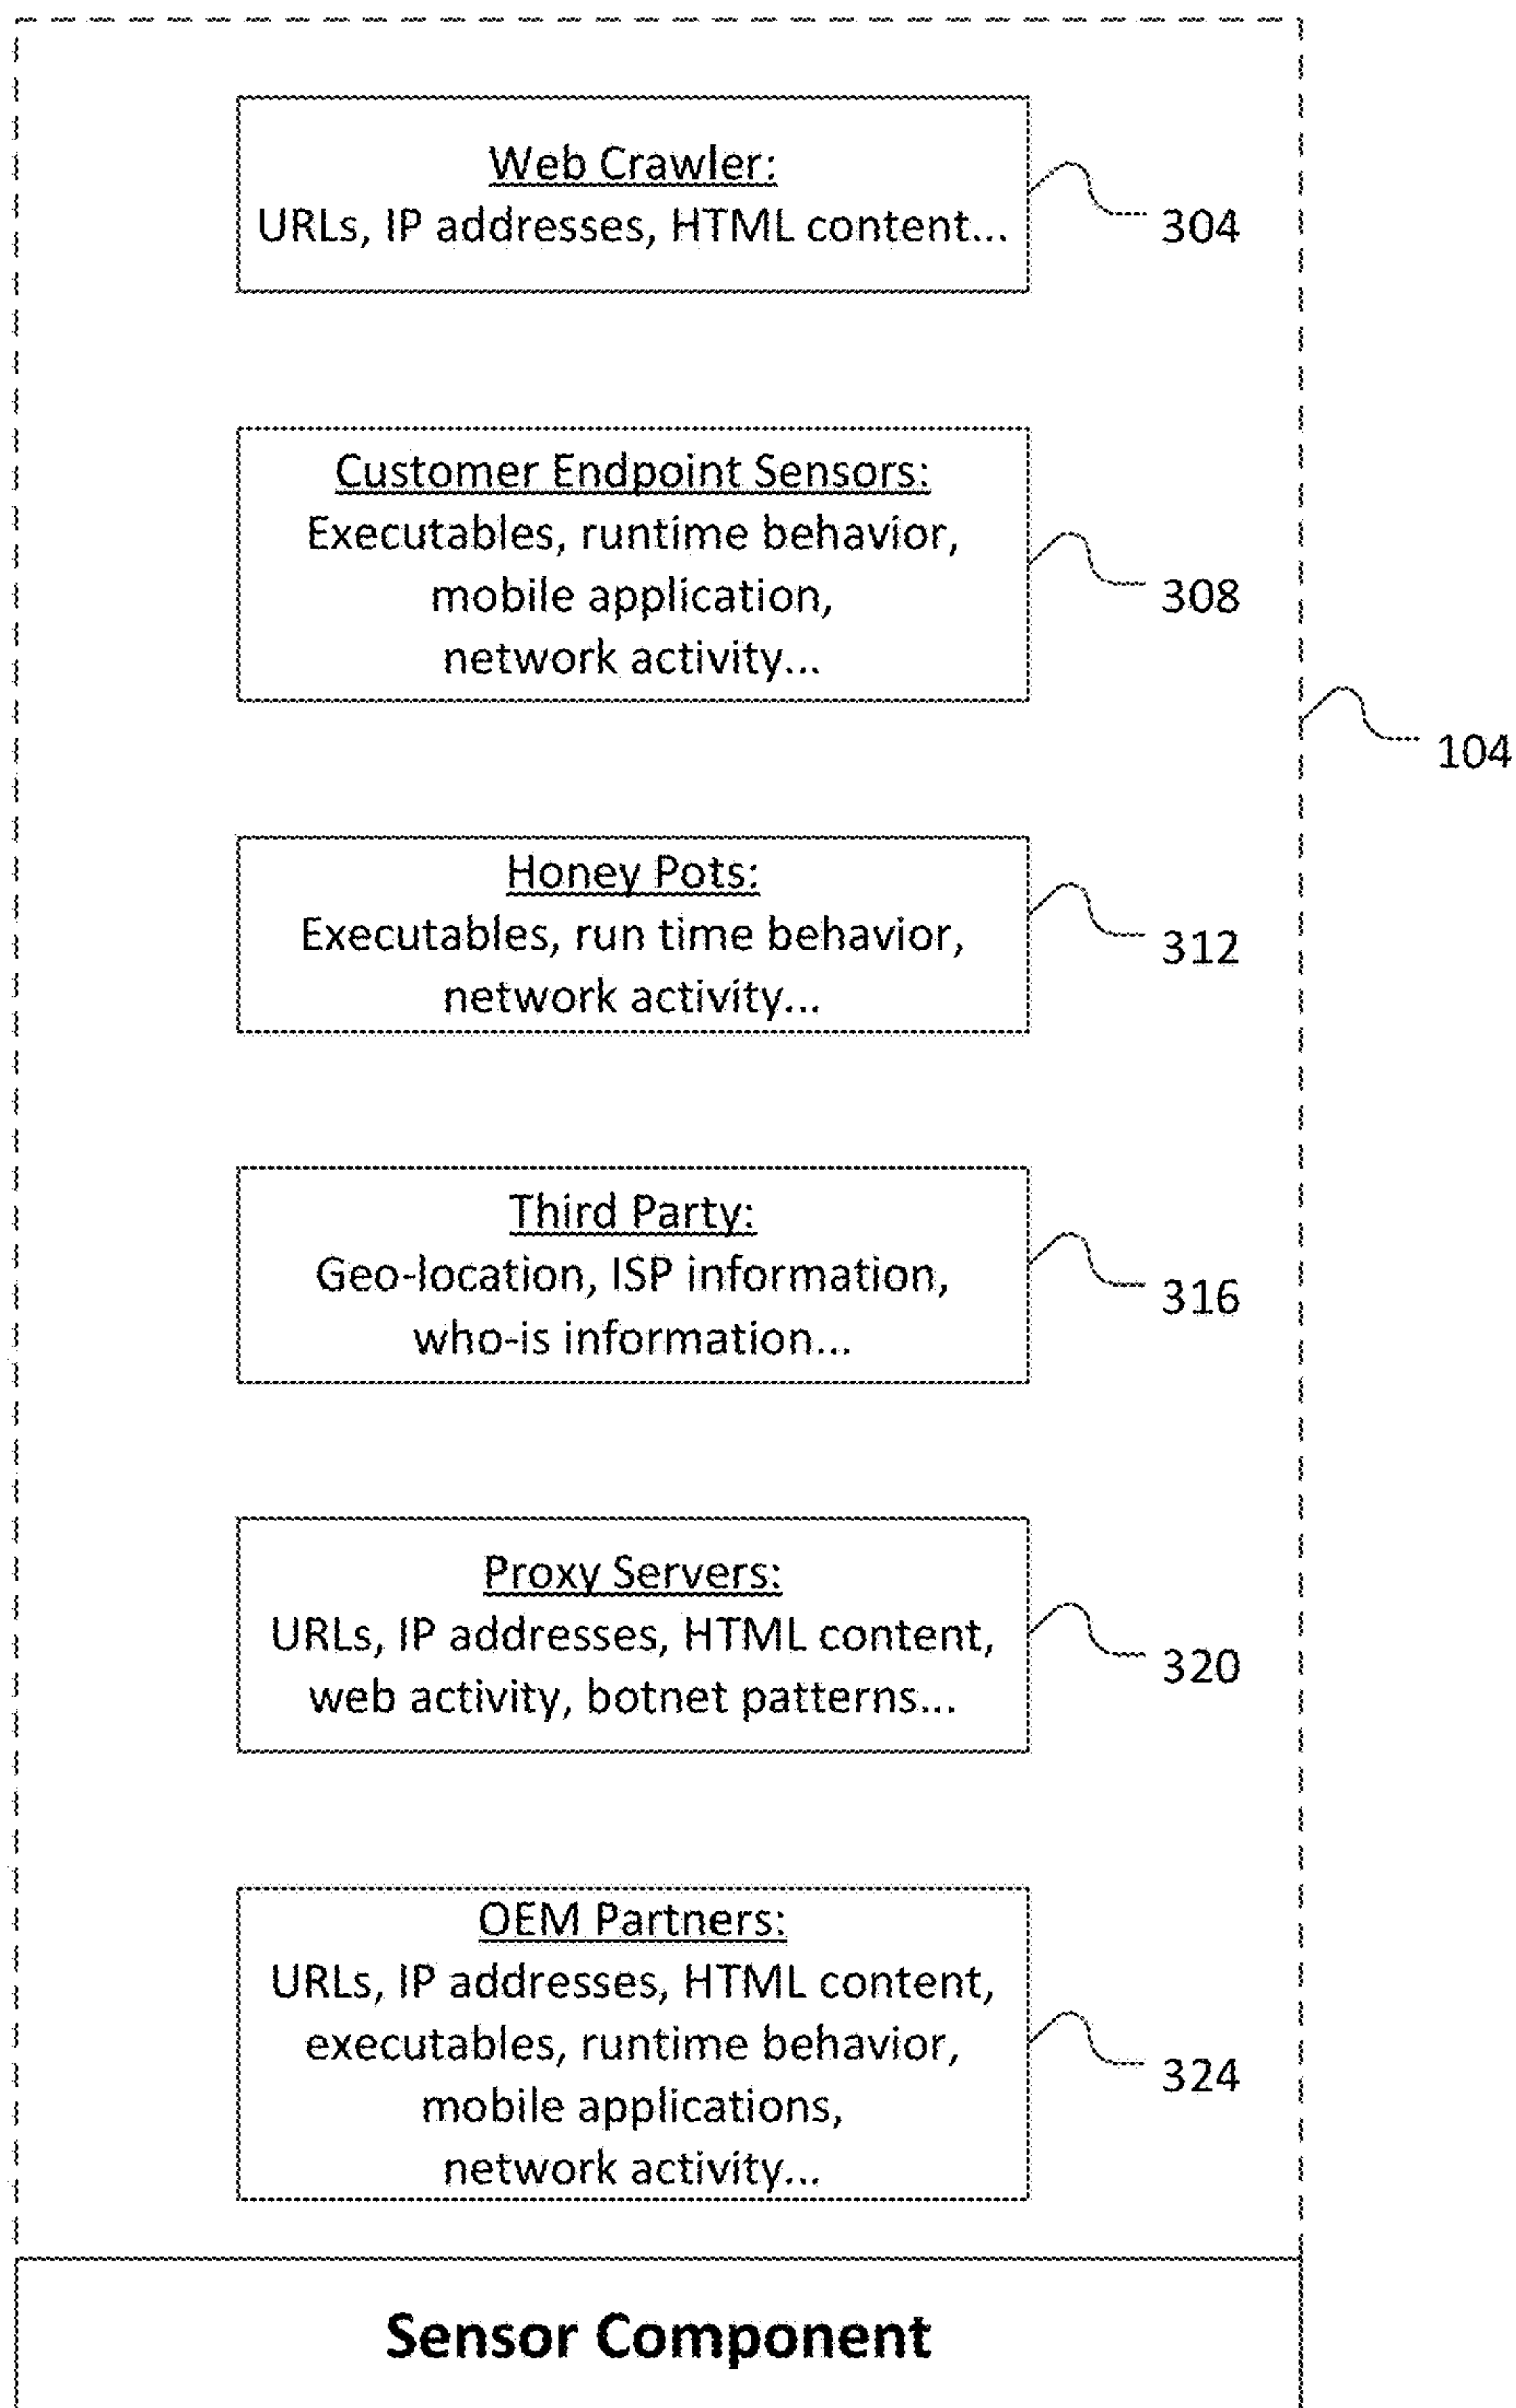 Web Crawler:
URLs, IP addresses, HTML content...
304
Customer Endpoint Sensors:
Executables, runtime behavior,
mobile application,
network activity...
308
104
Honey Pots:
Executables, run time behavior,
network activity...
312
Third Party:
Geo-location, ISP information,
who-is information...
316
Proxy Servers:
URLs, IP addresses, HTML content,
web activity, botnet patterns...
320
OEM Partners:
URLs, IP addresses, HTML content,
executables, runtime behavior,
mobile applications,
network activity...
324
Sensor Component